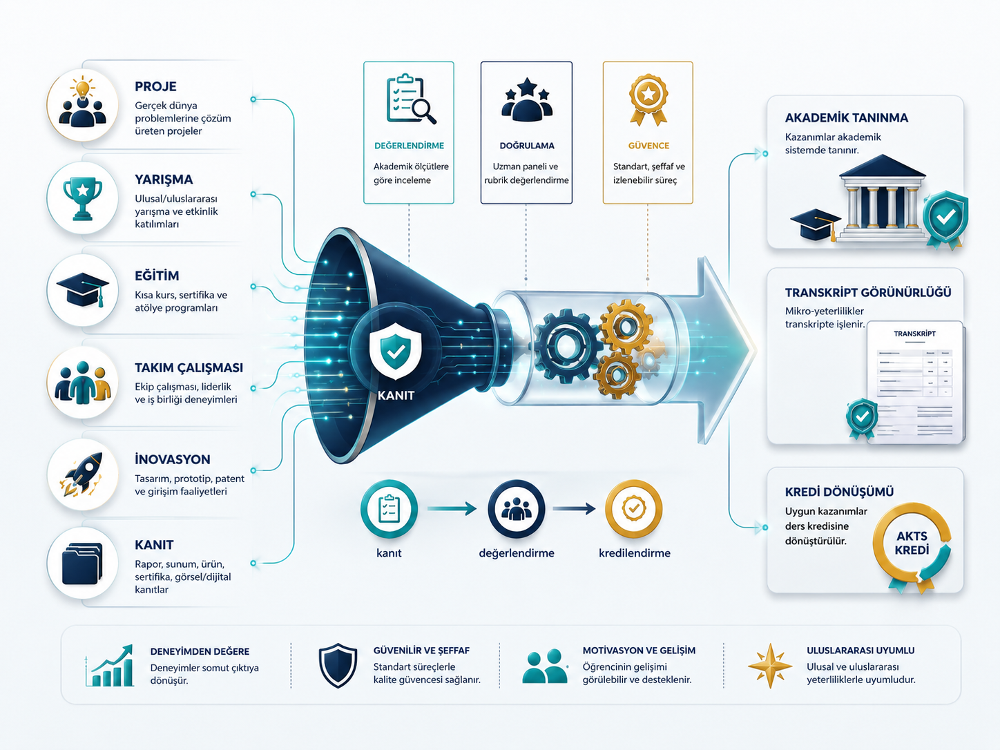 PROJE
Gerçek dünya
problemlerine çözüm
üreten projeler
YARIŞMA
Ulusal/uluslararası
yarışma ve etkinlik
katılımları
EĞİTİM
Kısa kurs, sertifika ve
atölye programları
TAKIM ÇALIŞMASI
Ekip çalışması, liderlik
ve iş birliği deneyimleri
İNOVASYON
Tasarım, prototip, patent
ve girişim faaliyetleri
KANIT
Rapor, sunum, ürün,
sertifika, görsel/dijital
kanıtlar
DEĞERLENDİRME
Akademik ölçütlere
göre inceleme
DOĞRULAMA
Uzman paneli ve
rubrik değerlendirme
GÜVENCE
Standart, şeffaf ve
izlenebilir süreç
KANIT
kanıt
değerlendirme
kredilendirme
AKADEMİK TANINMA
Kazanımlar akademik
sistemde tanınır.
TRANSKRİPT GÖRÜNÜRLÜĞÜ
Mikro-yeterlilikler
transkripte işlenir.
TRANSKRİPT
KREDİ DÖNÜŞÜMÜ
Uygun kazanımlar
ders kredisine
dönüştürülür.
AKTS
KREDİ
DENEYİMDEN DEĞERE
Deneyimler somut çıktıya
dönüşür.
GÜVENİLİR VE ŞEFFAF
Standart süreçlerle
kalite güvencesi sağlanır.
MOTİVASYON VE GELİŞİM
Öğrencinin gelişimi
görülebilir ve desteklenir.
ULUSLARARASI UYUMLU
Ulusal ve uluslararası
yeterliliklerle uyumludur.